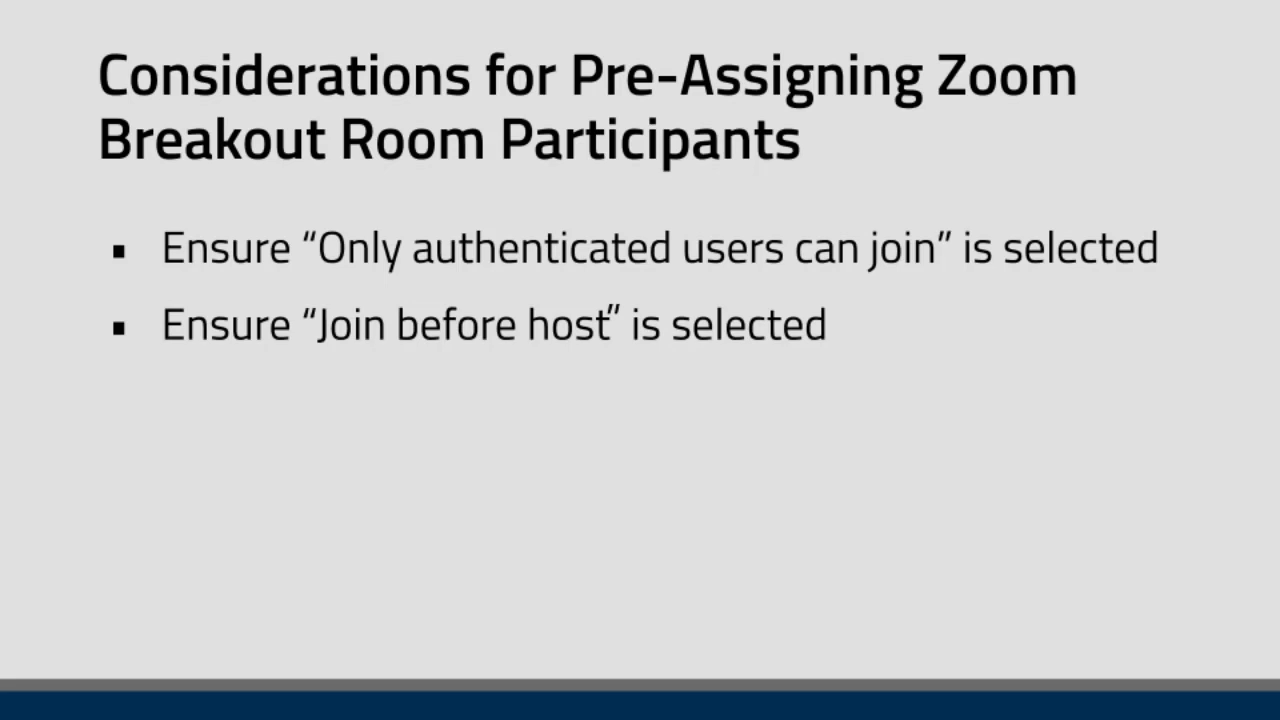 Considerations for Pre-Assigning Zoom
Breakout Room Participants
▪ Ensure “Only authenticated users can join” is selected
▪ Ensure “Join before host” is selected